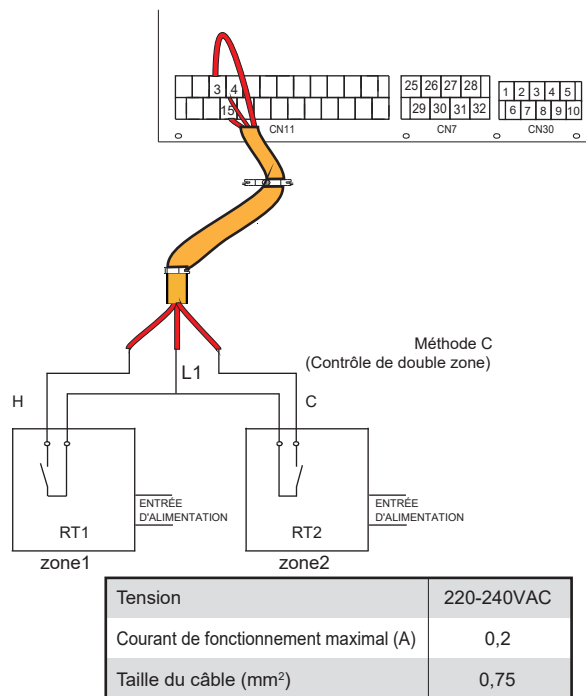 3 4
25 26 27 28
1 2 3 4 5
15
29 30 31 32
6 7 8 9 10
CN11
CN7
CN30
Méthode C
(Contrôle de double zone)
L1
H
C
ENTRÉE
D'ALIMENTATION
ENTRÉE
D'ALIMENTATION
RT1
RT2
zone1
zone2
Tension 220-240VAC
Courant de fonctionnement maximal (A) 0,2
Taille du câble (mm²) 0,75